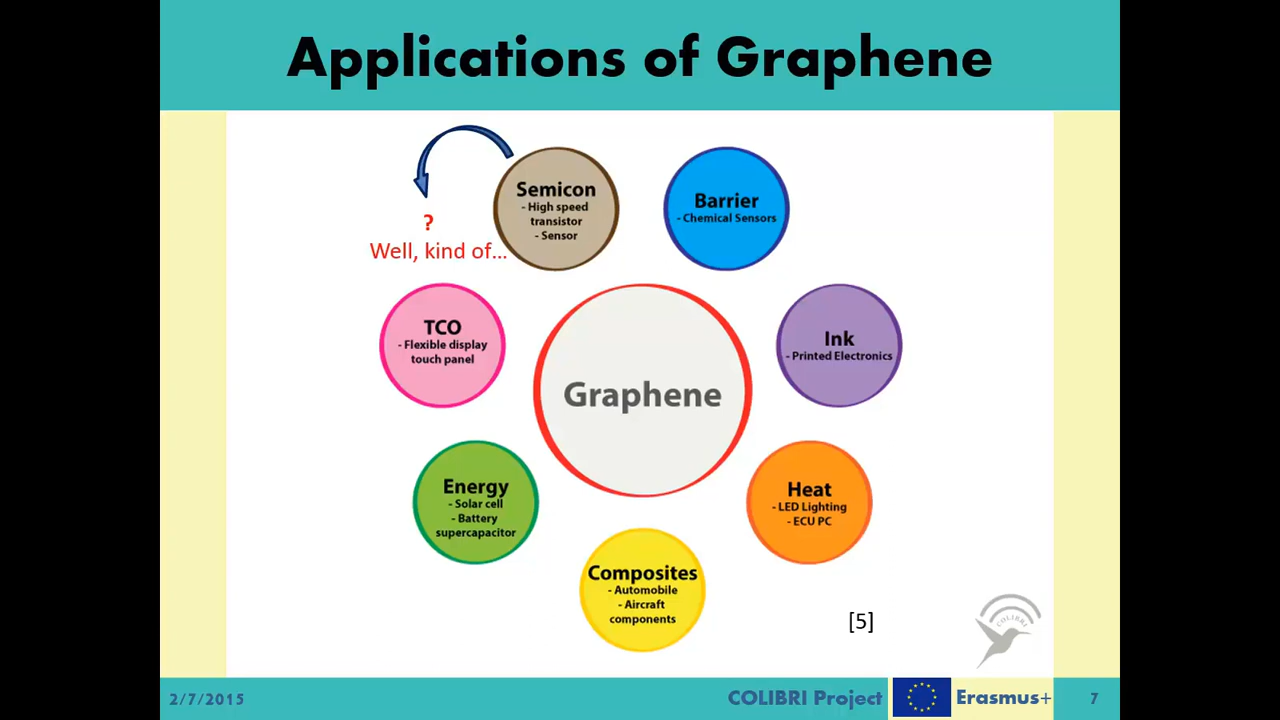 Applications of Graphene
Semicon
- High speed
transistor
- Sensor
?
Well, kind of...
Barrier
- Chemical Sensors
TCO
- Flexible display
touch panel
Ink
- Printed Electronics
Graphene
Energy
- Solar cell
- Battery
supercapacitor
Heat
- LED Lighting
- ECU PC
Composites
- Automobile
- Aircraft
components
[5]
COLIBRI
2/7/2015
COLIBRI Project
Erasmus+
7